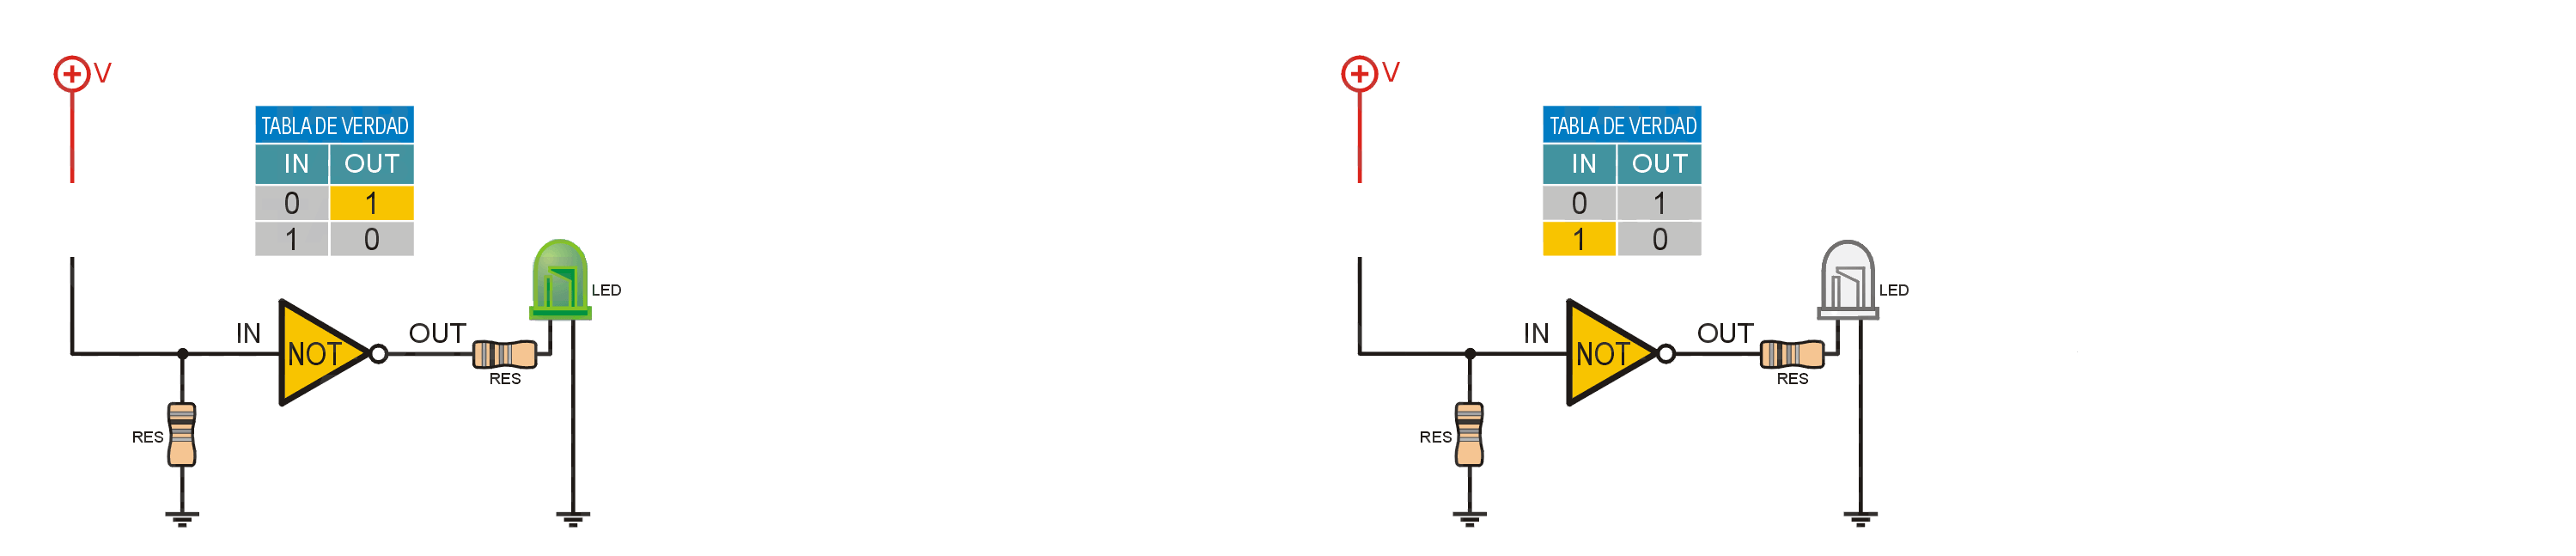 V
TABLA DE VERDAD
IN OUT
0 1
1 0
LED
IN
OUT
NOT
RES
RES
V
TABLA DE VERDAD
IN OUT
0 1
1 0
LED
IN
OUT
NOT
RES
RES